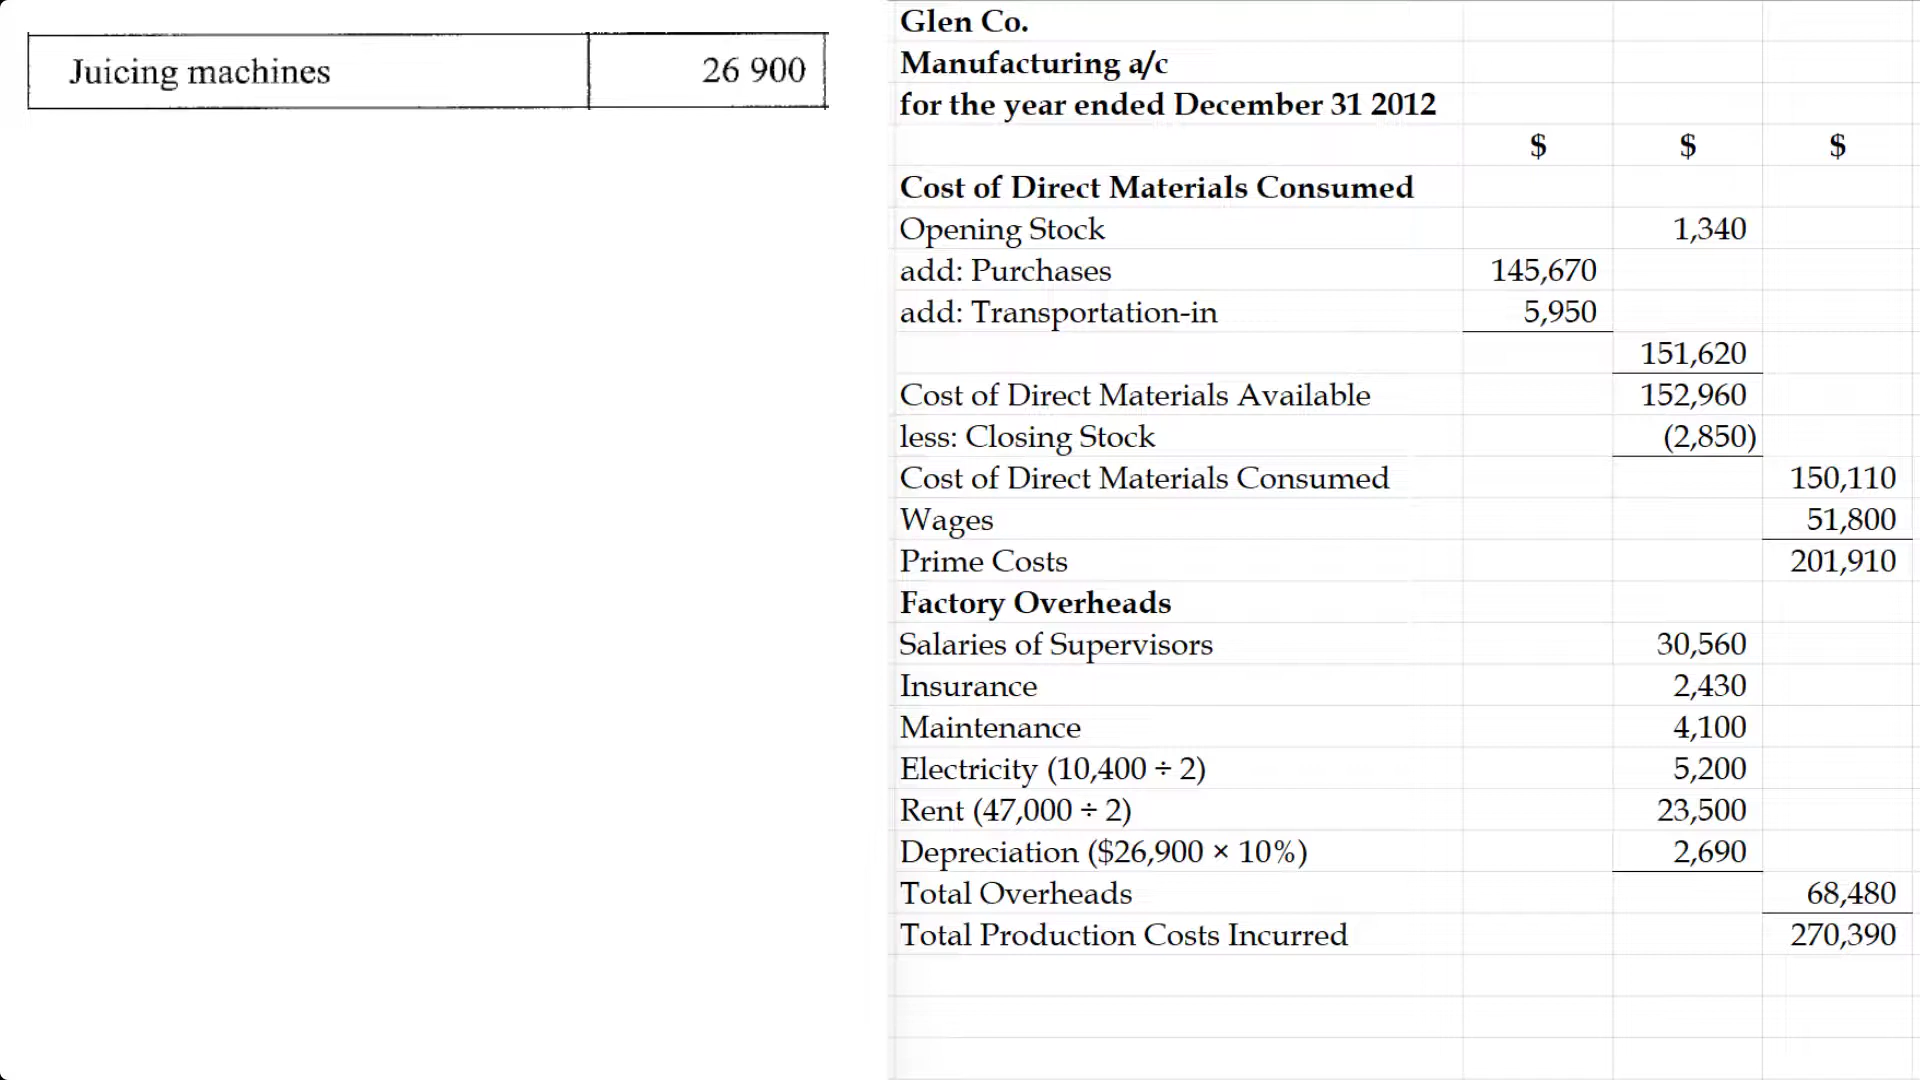 Juicing machines 26 900
Glen Co.
Manufacturing a/c
for the year ended December 31 2012
$ $ $
Cost of Direct Materials Consumed
Opening Stock 1,340
add: Purchases 145,670
add: Transportation-in 5,950
151,620
Cost of Direct Materials Available 152,960
less: Closing Stock (2,850)
Cost of Direct Materials Consumed 150,110
Wages 51,800
Prime Costs 201,910
Factory Overheads
Salaries of Supervisors 30,560
Insurance 2,430
Maintenance 4,100
Electricity (10,400 ÷ 2) 5,200
Rent (47,000 ÷ 2) 23,500
Depreciation ($26,900 × 10%) 2,690
Total Overheads 68,480
Total Production Costs Incurred 270,390